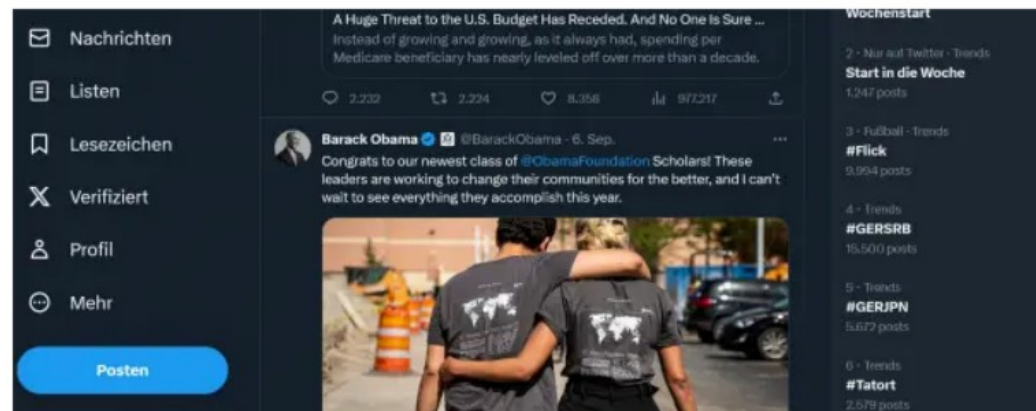 Nachrichten
Listen
Lesezeichen
Verifiziert
Profil
Mehr
Posten
A Huge Threat to the U.S. Budget Has Receded. And No One Is Sure ...
Instead of growing and growing, as it always had, spending per
Medicare beneficiary has nearly leveled off over more than a decade.
2.232 2.224 8.356 977.217
Barack Obama @BarackObama · 6. Sep.
Congrats to our newest class of @ObamaFoundation Scholars! These
leaders are working to change their communities for the better, and I can't
wait to see everything they accomplish this year.
Wochenstart
2 · Nur auf Twitter · Trends
Start in die Woche
1.247 posts
3 · Fußball · Trends
#Flick
9.994 posts
4 · Trends
#GERSRB
15.500 posts
5 · Trends
#GERJPN
5.672 posts
6 · Trends
#Tatort
2.579 posts